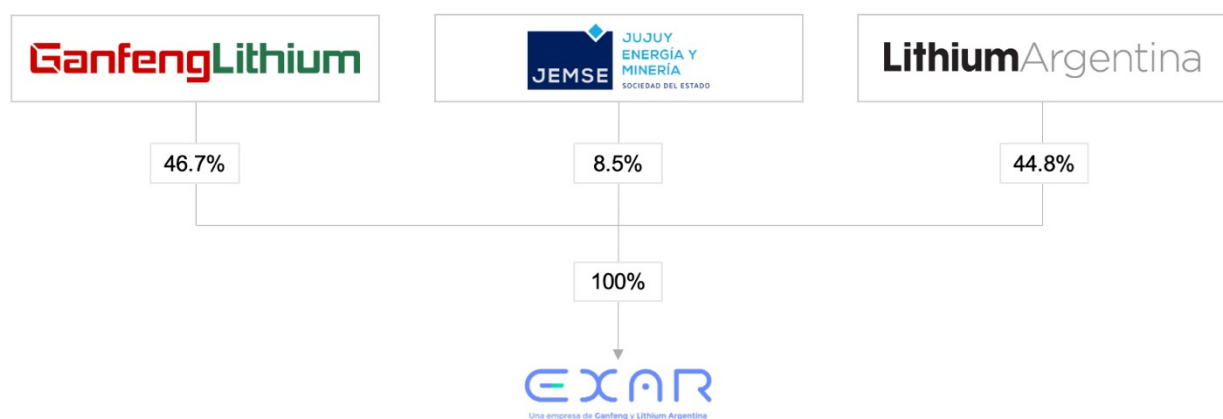 GanfengLithium
JEMSE
JUJUY
ENERGÍA Y
MINERÍA
SOCIEDAD DEL ESTADO
LithiumArgentina
46.7%
8.5%
44.8%
100%
EXAR
Una empresa de Ganfeng y Lithium Argentina